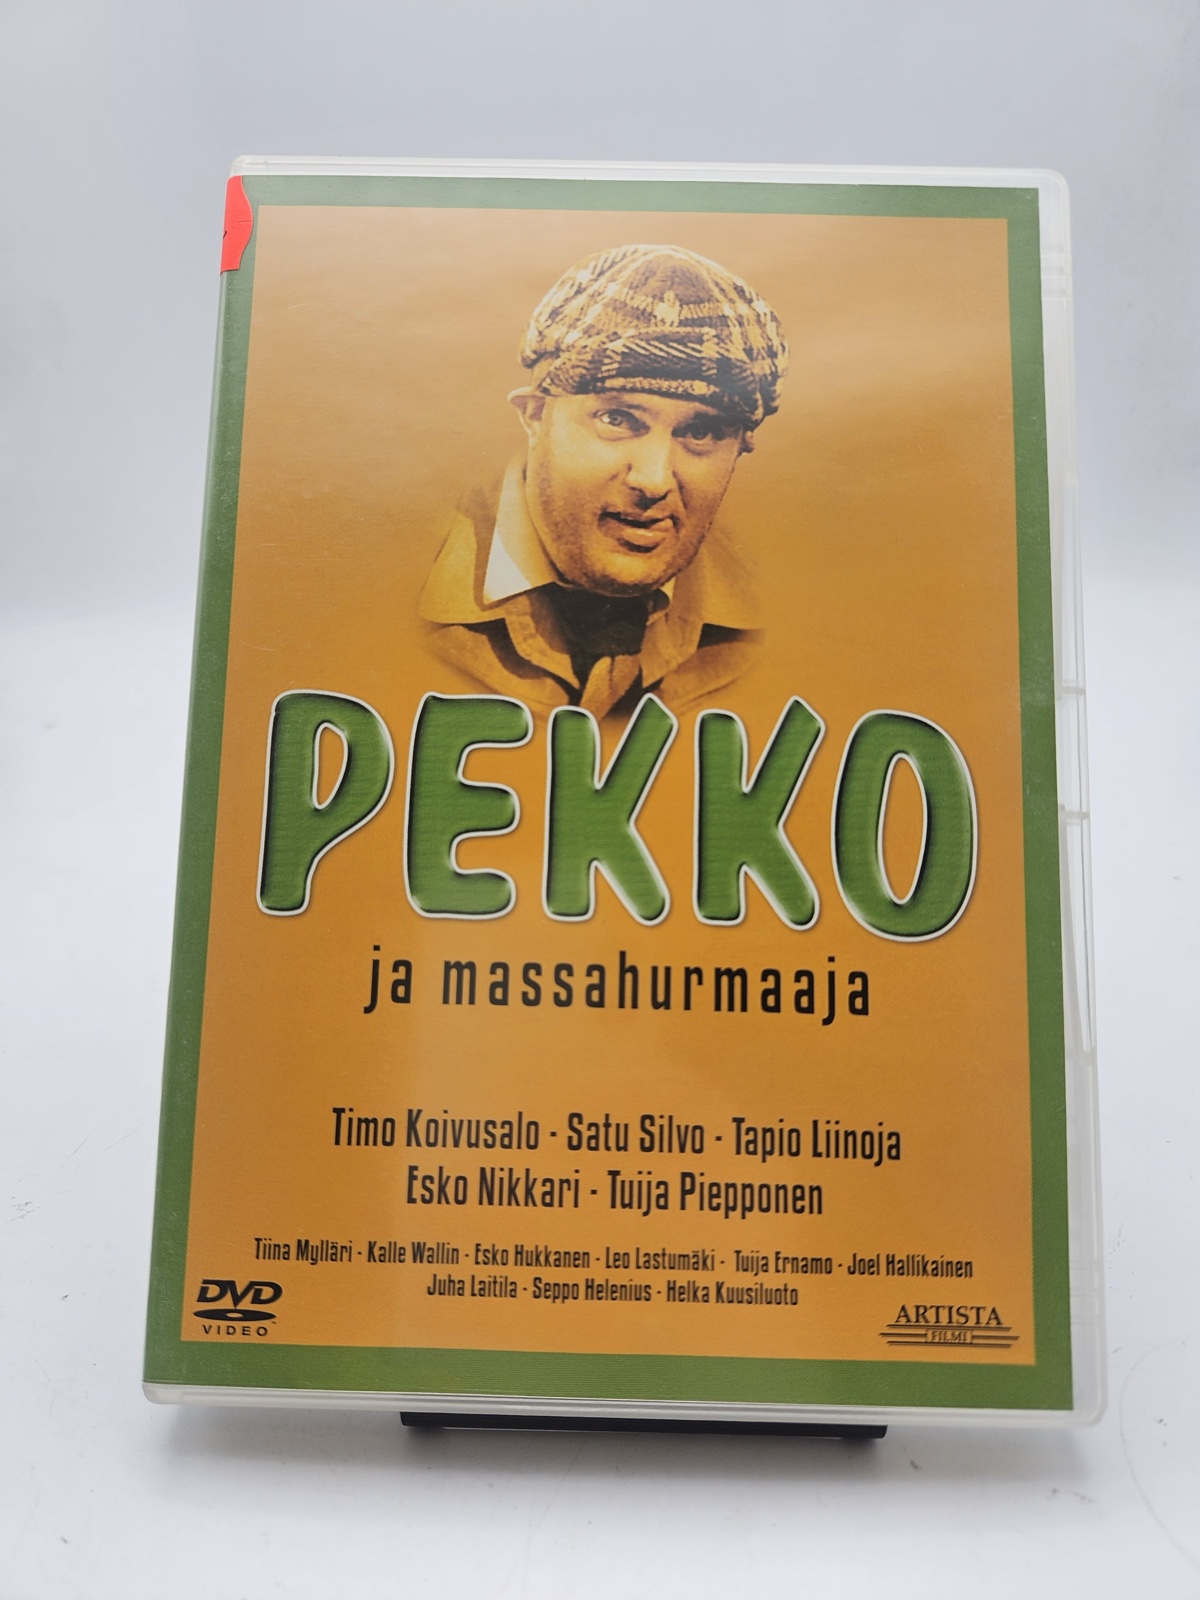 PEKKO
ja massahurmaaja
Timo Koivusalo - Satu Silvo - Tapio Liinoja
Esko Nikkari - Tuija Piepponen
Tiina Mylläri - Kalle Wallin - Esko Hukkanen - Leo Lastumäki - Tuija Ernamo - Joel Hallikainen
Juha Laitila - Seppo Helenius - Helka Kuusiluoto
DVD
VIDEO
ARTISTA
FILMI